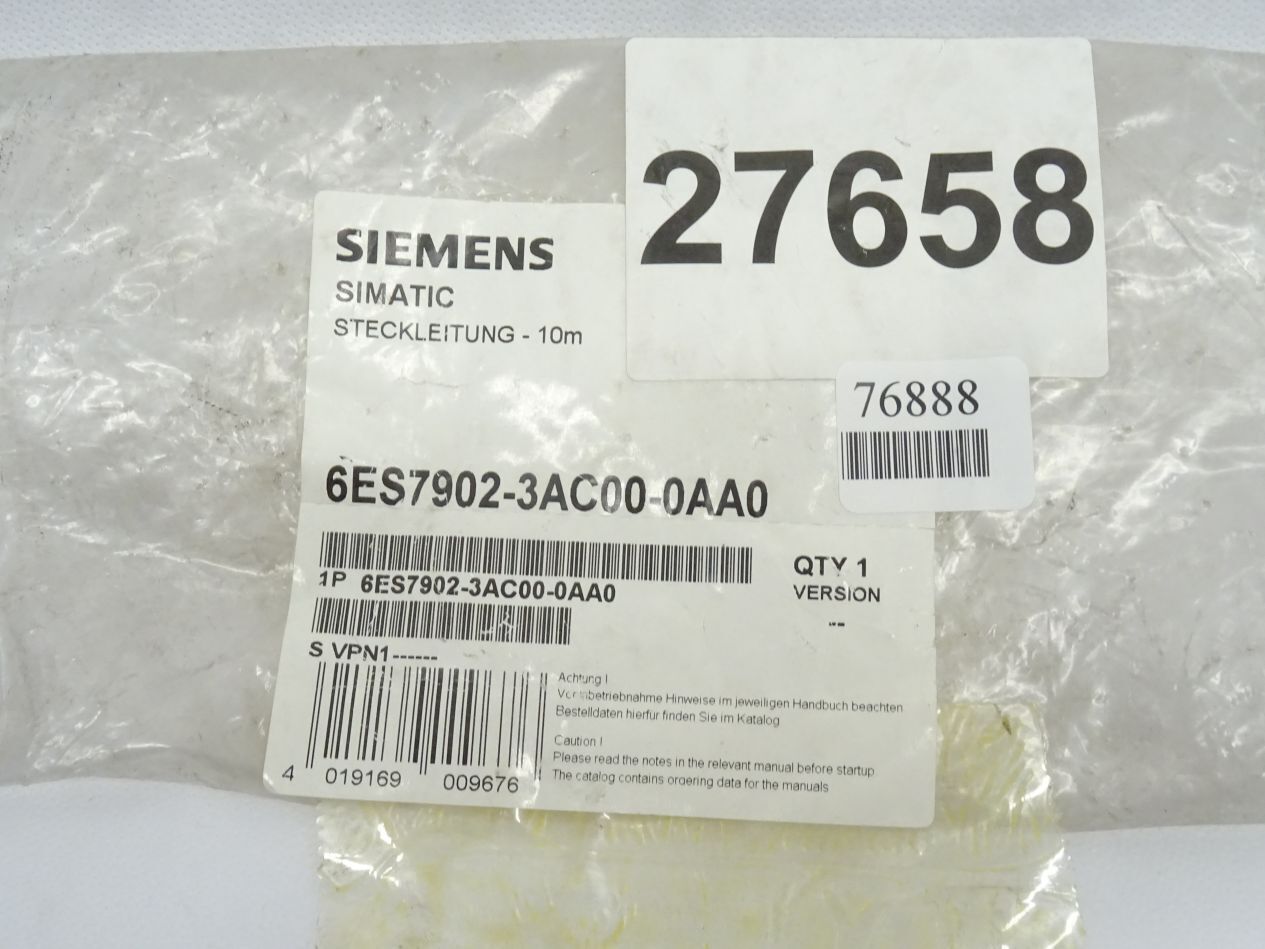 27658
SIEMENS
SIMATIC
STECKLEITUNG - 10m
76888
6ES7902-3AC00-0AA0
1P 6ES7902-3AC00-0AA0
QTY 1
VERSION
--
S VPN1------
Achtung !
Vor Inbetriebnahme Hinweise im jeweiligen Handbuch beachten
Bestelldaten hierfür finden Sie im Katalog
Caution !
Please read the notes in the relevant manual before startup
The catalog contains ordering data for the manuals
4 019169 009676